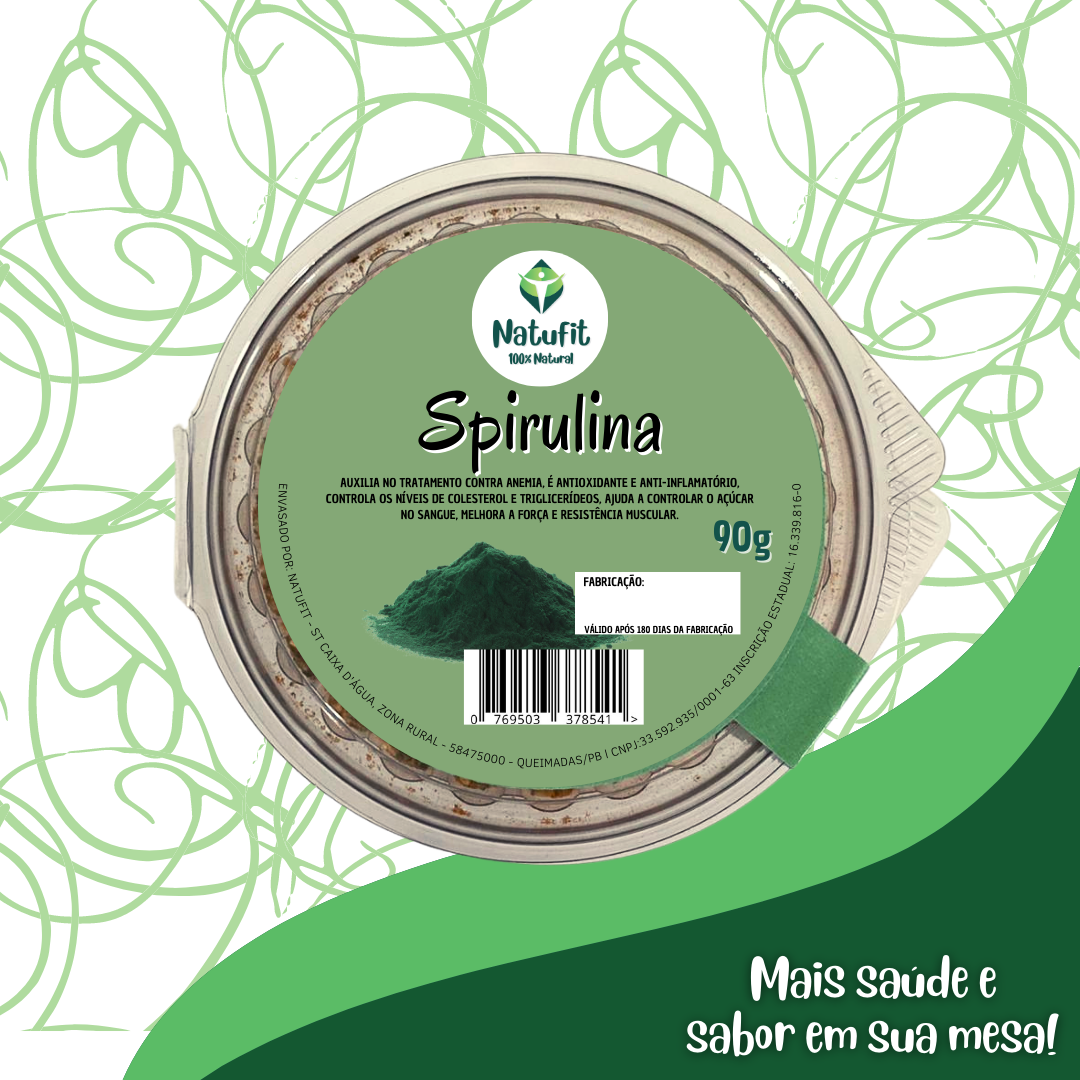 Natufit
100% Natural
Spirulina
AUXILIA NO TRATAMENTO CONTRA ANEMIA, É ANTIOXIDANTE E ANTI-INFLAMATÓRIO,
CONTROLA OS NÍVEIS DE COLESTEROL E TRIGLICERÍDEOS, AJUDA A CONTROLAR O AÇÚCAR
NO SANGUE, MELHORA A FORÇA E RESISTÊNCIA MUSCULAR.
90g
FABRICAÇÃO:
VÁLIDO APÓS 180 DIAS DA FABRICAÇÃO
0 769503 378541 >
ENVASADO POR: NATUFIT - ST CAIXA D'ÁGUA, ZONA RURAL - 58475000 - QUEIMADAS/PB | CNPJ:33.592.935/0001-63 INSCRIÇÃO ESTADUAL: 16.339.816-0
Mais saúde e
sabor em sua mesa!